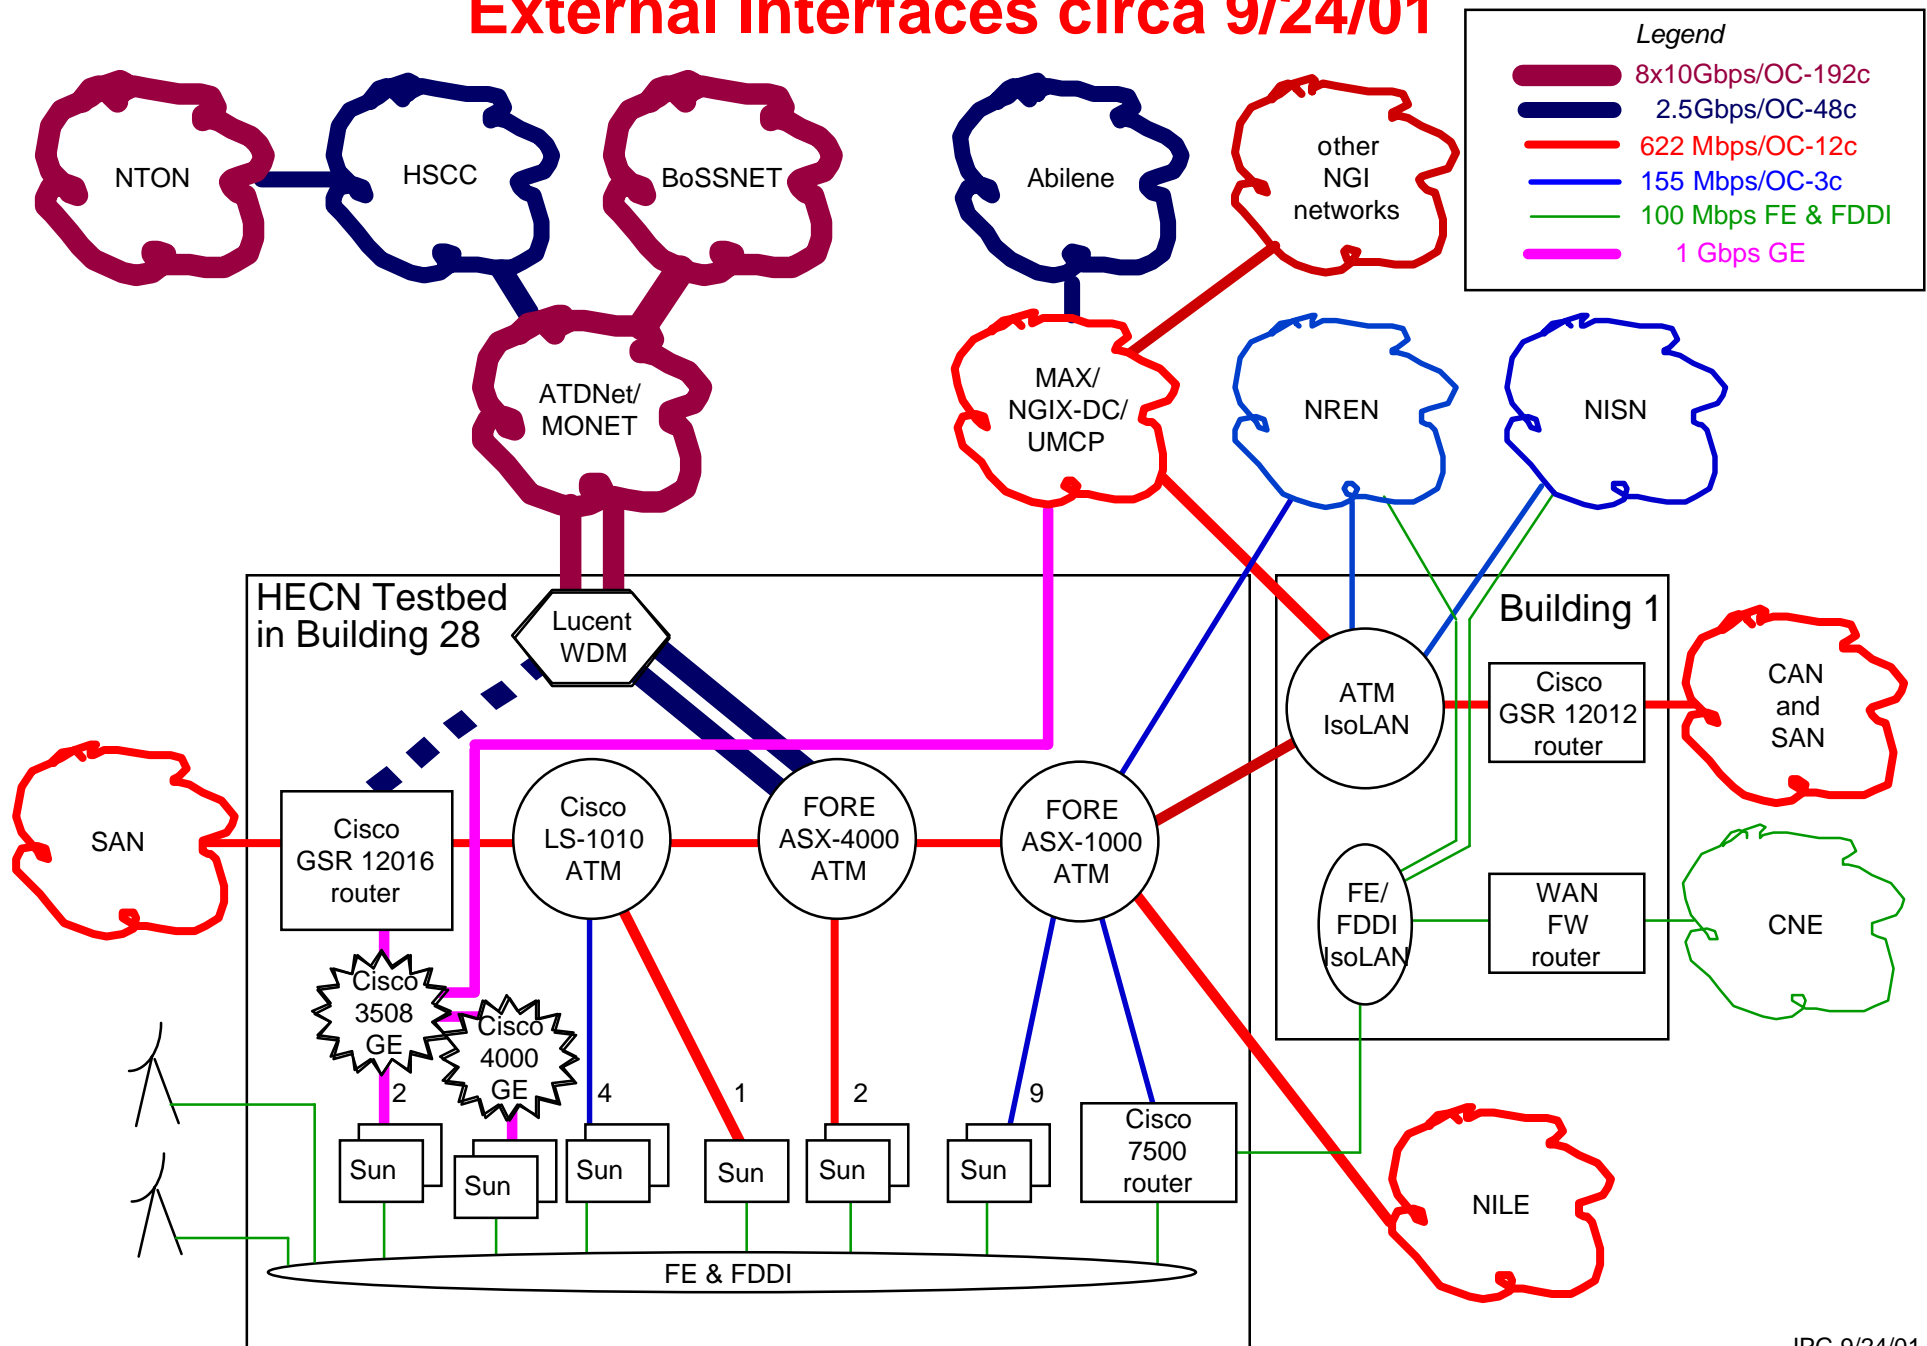 External Interfaces circa 9/24/01
Legend
8x10Gbps/OC-192c
2.5Gbps/OC-48c
622 Mbps/OC-12c
155 Mbps/OC-3c
100 Mbps FE & FDDI
1 Gbps GE
NTON
HSCC
BoSSNET
Abilene
other
NGI
networks
ATDNet/
MONET
MAX/
NGIX-DC/
UMCP
NREN
NISN
HECN Testbed
in Building 28
Lucent
WDM
Building 1
ATM
IsoLAN
Cisco
GSR 12012
router
CAN
and
SAN
SAN
Cisco
GSR 12016
router
Cisco
LS-1010
ATM
FORE
ASX-4000
ATM
FORE
ASX-1000
ATM
FE/
FDDI
IsoLAN
WAN
FW
router
CNE
Cisco
3508
GE
Cisco
4000
GE
2
4
1
2
9
Sun
Sun
Sun
Sun
Sun
Sun
Cisco
7500
router
NILE
FE & FDDI
JPG 9/24/01